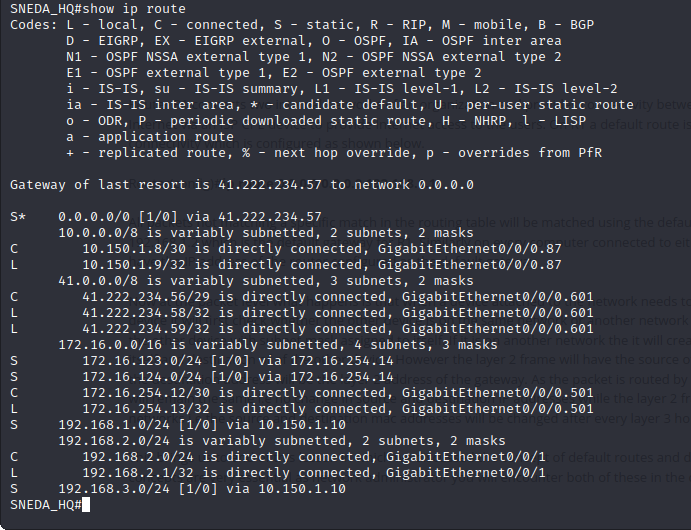 SNEDA_HQ#show ip route
Codes: L - local, C - connected, S - static, R - RIP, M - mobile, B - BGP
D - EIGRP, EX - EIGRP external, O - OSPF, IA - OSPF inter area
N1 - OSPF NSSA external type 1, N2 - OSPF NSSA external type 2
E1 - OSPF external type 1, E2 - OSPF external type 2
i - IS-IS, su - IS-IS summary, L1 - IS-IS level-1, L2 - IS-IS level-2
ia - IS-IS inter area, * - candidate default, U - per-user static route
o - ODR, P - periodic downloaded static route, H - NHRP, l - LISP
a - application route
+ - replicated route, % - next hop override, p - overrides from PfR
Gateway of last resort is 41.222.234.57 to network 0.0.0.0
S* 0.0.0.0/0 [1/0] via 41.222.234.57
10.0.0.0/8 is variably subnetted, 2 subnets, 2 masks
C 10.150.1.8/30 is directly connected, GigabitEthernet0/0/0.87
L 10.150.1.9/32 is directly connected, GigabitEthernet0/0/0.87
41.0.0.0/8 is variably subnetted, 3 subnets, 2 masks
C 41.222.234.56/29 is directly connected, GigabitEthernet0/0/0.601
L 41.222.234.58/32 is directly connected, GigabitEthernet0/0/0.601
L 41.222.234.59/32 is directly connected, GigabitEthernet0/0/0.601
172.16.0.0/16 is variably subnetted, 4 subnets, 3 masks
S 172.16.123.0/24 [1/0] via 172.16.254.14
S 172.16.124.0/24 [1/0] via 172.16.254.14
C 172.16.254.12/30 is directly connected, GigabitEthernet0/0/0.501
L 172.16.254.13/32 is directly connected, GigabitEthernet0/0/0.501
S 192.168.1.0/24 [1/0] via 10.150.1.10
192.168.2.0/24 is variably subnetted, 2 subnets, 2 masks
C 192.168.2.0/24 is directly connected, GigabitEthernet0/0/1
L 192.168.2.1/32 is directly connected, GigabitEthernet0/0/1
S 192.168.3.0/24 [1/0] via 10.150.1.10
SNEDA_HQ#